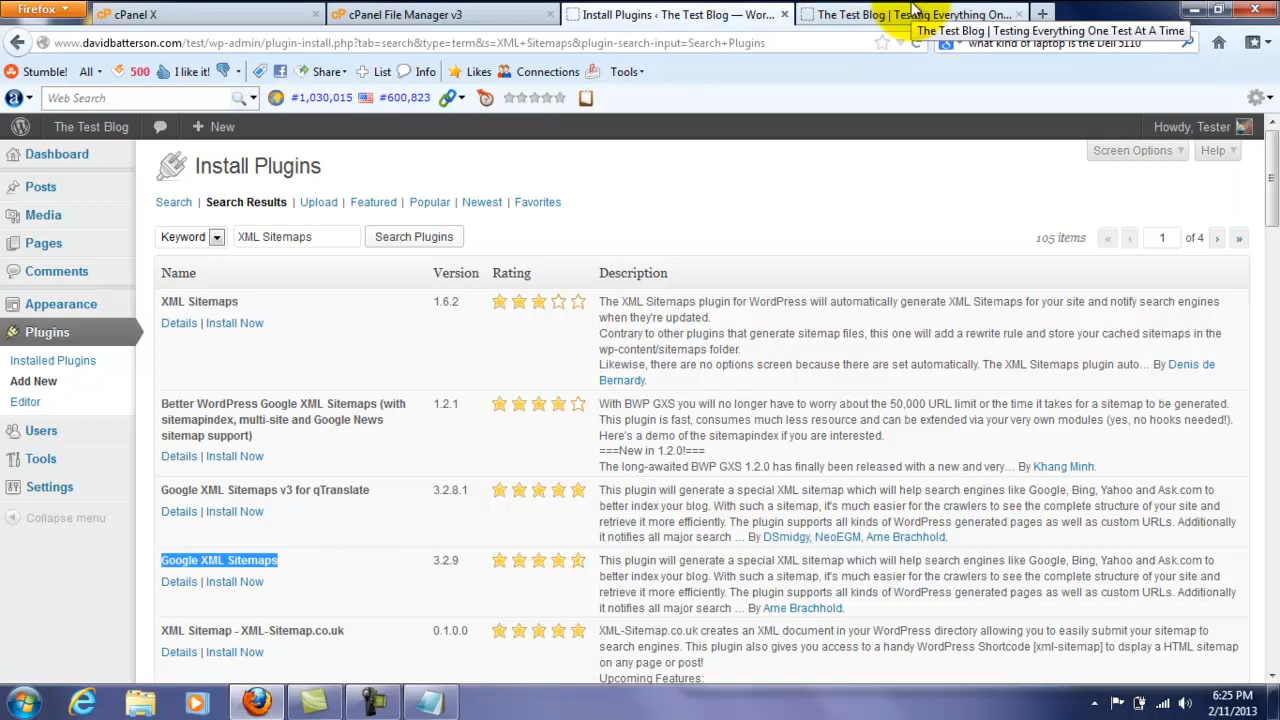 Firefox
cPanel X
cPanel File Manager v3
Install Plugins ‹ The Test Blog — Wor...
The Test Blog | Testing Everything On...
The Test Blog | Testing Everything One Test At A Time
www.davidbatterson.com/test/wp-admin/plugin-install.php?tab=search&type=term&s=XML+Sitemaps&plugin-search-input=Search+Plugins
what kind of laptop is the Dell 5110
Stumble! All 500 I like it! Share List Info Likes Connections Tools
Web Search #1,030,015 #600,823
The Test Blog + New Howdy, Tester
Dashboard
Posts
Media
Pages
Comments
Appearance
Plugins
Installed Plugins
Add New
Editor
Users
Tools
Settings
Collapse menu
Screen Options Help
Install Plugins
Search | Search Results | Upload | Featured | Popular | Newest | Favorites
Keyword XML Sitemaps Search Plugins 105 items « ‹ 1 of 4 › »
Name Version Rating Description
XML Sitemaps 1.6.2
Details | Install Now
The XML Sitemaps plugin for WordPress will automatically generate XML Sitemaps for your site and notify search engines
when they're updated.
Contrary to other plugins that generate sitemap files, this one will add a rewrite rule and store your cached sitemaps in the
wp-content/sitemaps folder.
Likewise, there are no options screen because there are set automatically. The XML Sitemaps plugin auto… By Denis de
Bernardy.
Better WordPress Google XML Sitemaps (with
sitemapindex, multi-site and Google News
sitemap support)
1.2.1
Details | Install Now
With BWP GXS you will no longer have to worry about the 50,000 URL limit or the time it takes for a sitemap to be generated.
This plugin is fast, consumes much less resource and can be extended via your very own modules (yes, no hooks needed!).
Here's a demo of the sitemapindex if you are interested.
===New in 1.2.0!===
The long-awaited BWP GXS 1.2.0 has finally been released with a new and very… By Khang Minh.
Google XML Sitemaps v3 for qTranslate 3.2.8.1
Details | Install Now
This plugin will generate a special XML sitemap which will help search engines like Google, Bing, Yahoo and Ask.com to
better index your blog. With such a sitemap, it's much easier for the crawlers to see the complete structure of your site and
retrieve it more efficiently. The plugin supports all kinds of WordPress generated pages as well as custom URLs. Additionally
it notifies all major search … By DSmidgy, NeoEGM, Arne Brachhold.
Google XML Sitemaps 3.2.9
Details | Install Now
This plugin will generate a special XML sitemap which will help search engines like Google, Bing, Yahoo and Ask.com to
better index your blog. With such a sitemap, it's much easier for the crawlers to see the complete structure of your site and
retrieve it more efficiently. The plugin supports all kinds of WordPress generated pages as well as custom URLs. Additionally
it notifies all major search … By Arne Brachhold.
XML Sitemap - XML-Sitemap.co.uk 0.1.0.0
Details | Install Now
XML-Sitemap.co.uk creates an XML document in your WordPress directory allowing you to easily submit your sitemap to
search engines. This plugin also gives you access to a handy WordPress Shortcode [xml-sitemap] to dsplay a HTML sitemap
on any page or post!
Upcoming Features:
6:25 PM
2/11/2013